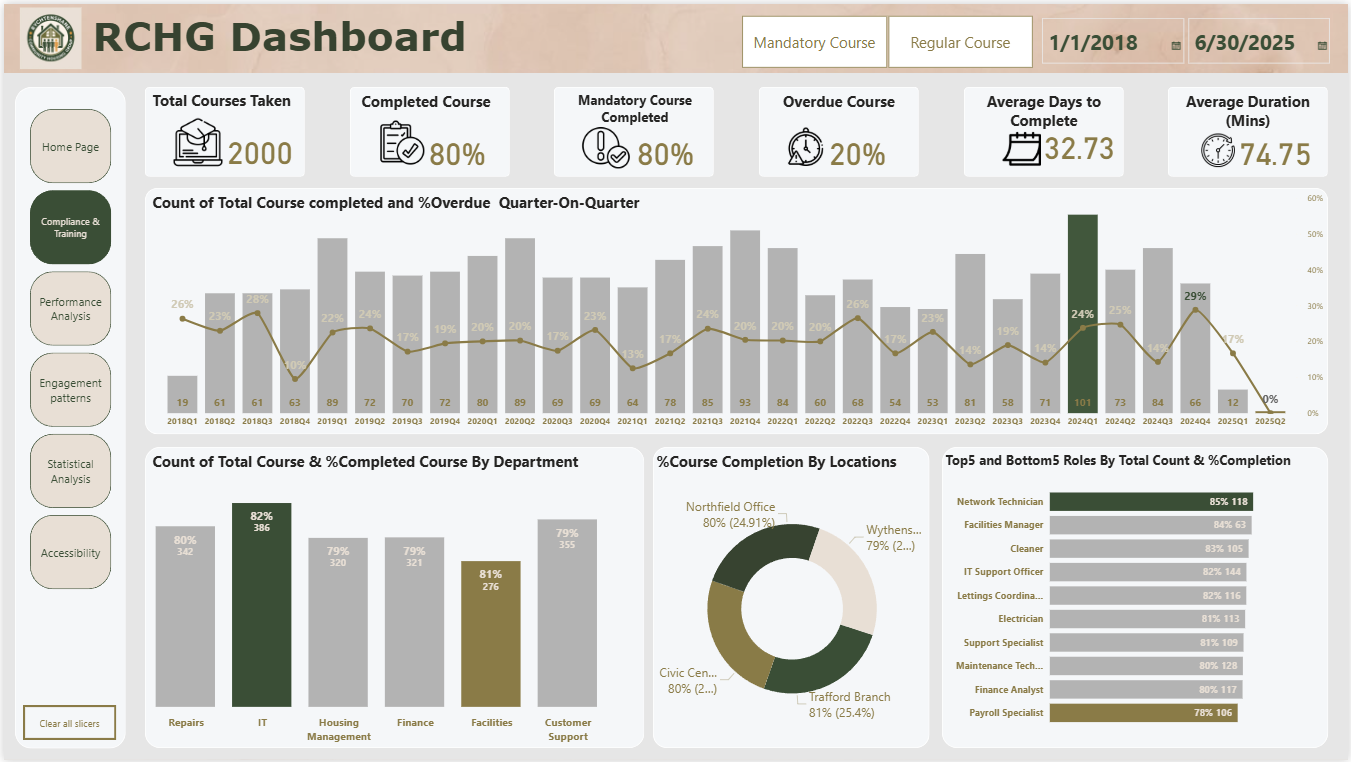 RCHG Dashboard
Mandatory Course
Regular Course
1/1/2018
6/30/2025
Home Page
Compliance &
Training
Performance
Analysis
Engagement
patterns
Statistical
Analysis
Accessibility
Clear all slicers
Total Courses Taken
2000
Completed Course
80%
Mandatory Course
Completed
80%
Overdue Course
20%
Average Days to
Complete
32.73
Average Duration
(Mins)
74.75
Count of Total Course completed and %Overdue Quarter-On-Quarter
60%
50%
40%
30%
20%
10%
0%
26% 23% 28% 10% 22% 24% 17% 19% 20% 20% 17% 23% 13% 17% 24% 20% 20% 20% 26% 17% 23% 14% 19% 14% 24% 25% 14% 29% 17% 0%
19 61 61 63 89 72 70 72 80 89 69 69 64 78 85 93 84 60 68 54 53 81 58 71 101 73 84 66 12
2018Q1 2018Q2 2018Q3 2018Q4 2019Q1 2019Q2 2019Q3 2019Q4 2020Q1 2020Q2 2020Q3 2020Q4 2021Q1 2021Q2 2021Q3 2021Q4 2022Q1 2022Q2 2022Q3 2022Q4 2023Q1 2023Q2 2023Q3 2023Q4 2024Q1 2024Q2 2024Q3 2024Q4 2025Q1 2025Q2
Count of Total Course & %Completed Course By Department
80%
342
82%
386
79%
320
79%
321
81%
276
79%
355
Repairs
IT
Housing
Management
Finance
Facilities
Customer
Support
%Course Completion By Locations
Northfield Office
80% (24.91%)
Wythens...
79% (2...)
Civic Cen...
80% (2...)
Trafford Branch
81% (25.4%)
Top5 and Bottom5 Roles By Total Count & %Completion
Network Technician 85% 118
Facilities Manager 84% 63
Cleaner 83% 105
IT Support Officer 82% 144
Lettings Coordina... 82% 116
Electrician 81% 113
Support Specialist 81% 109
Maintenance Tech... 80% 128
Finance Analyst 80% 117
Payroll Specialist 78% 106